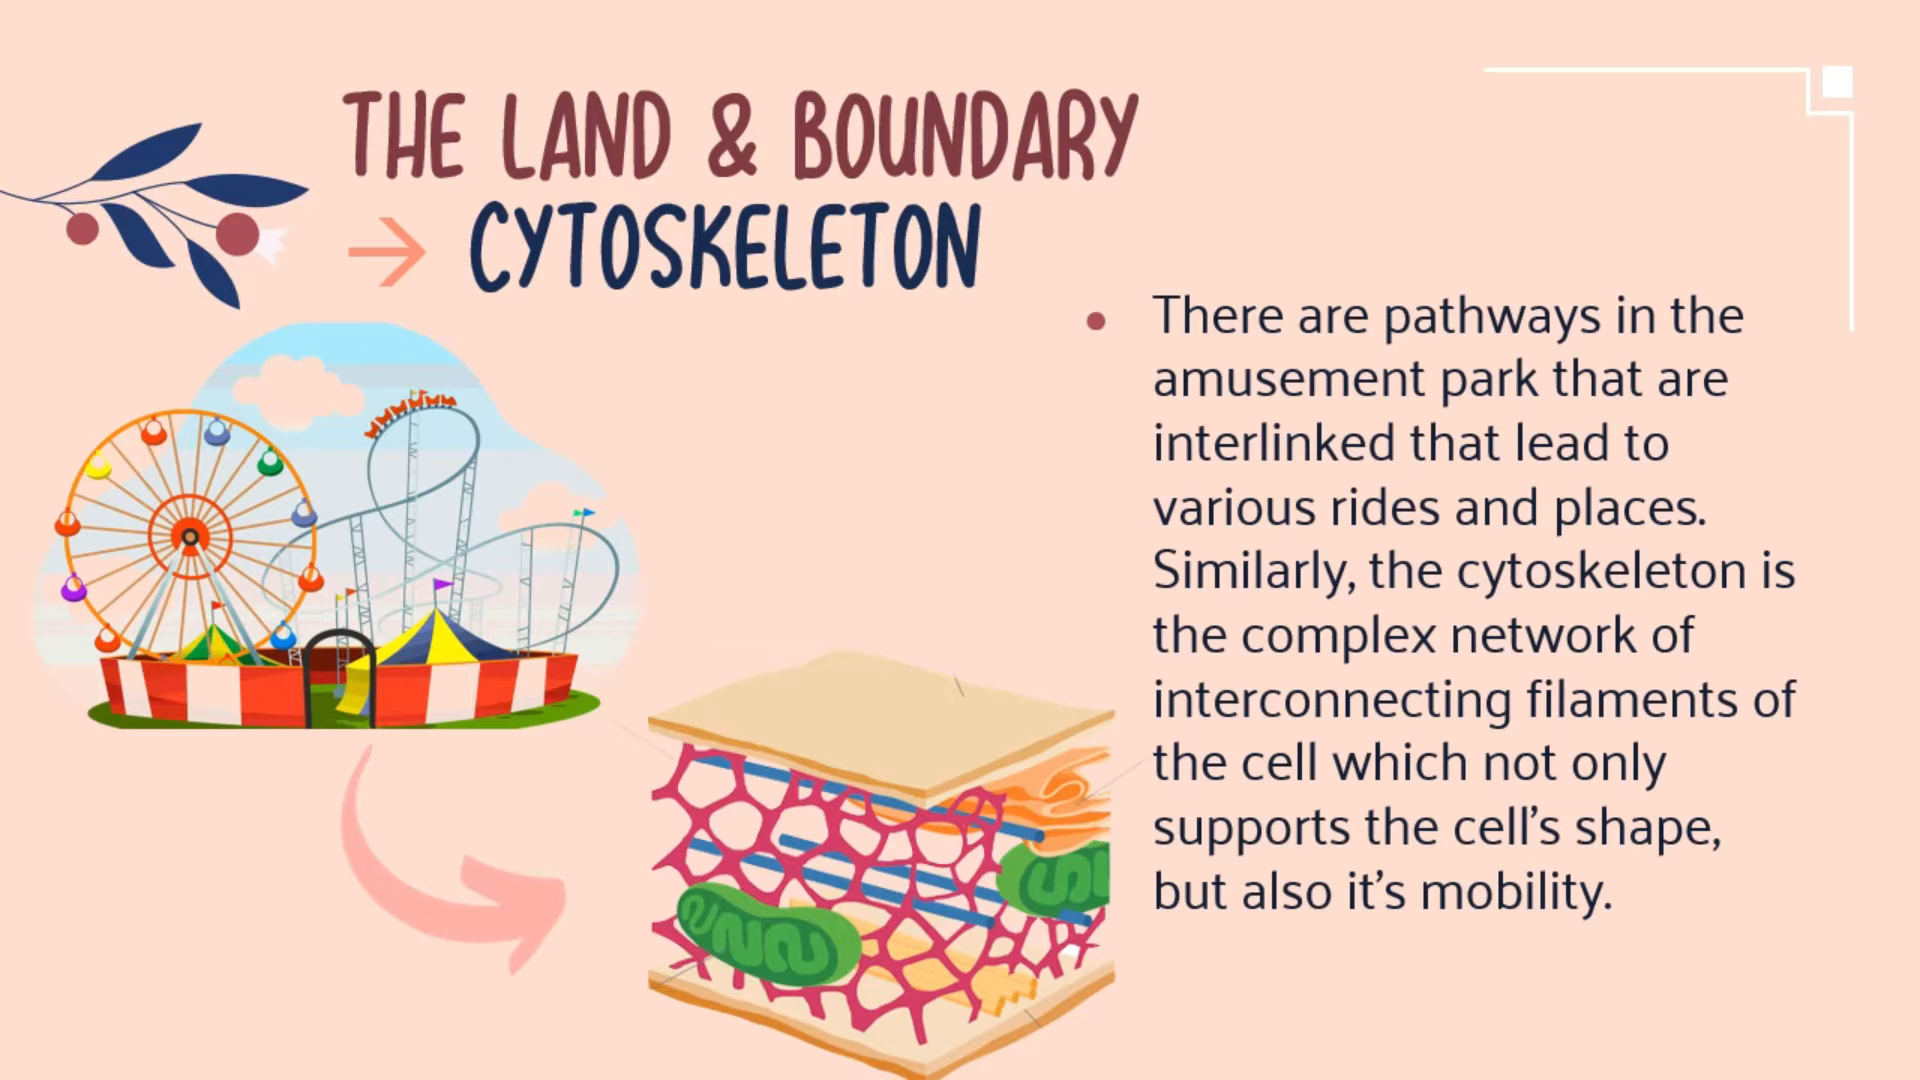 THE LAND & BOUNDARY
→ CYTOSKELETON
• There are pathways in the
amusement park that are
interlinked that lead to
various rides and places.
Similarly, the cytoskeleton is
the complex network of
interconnecting filaments of
the cell which not only
supports the cell’s shape,
but also it’s mobility.